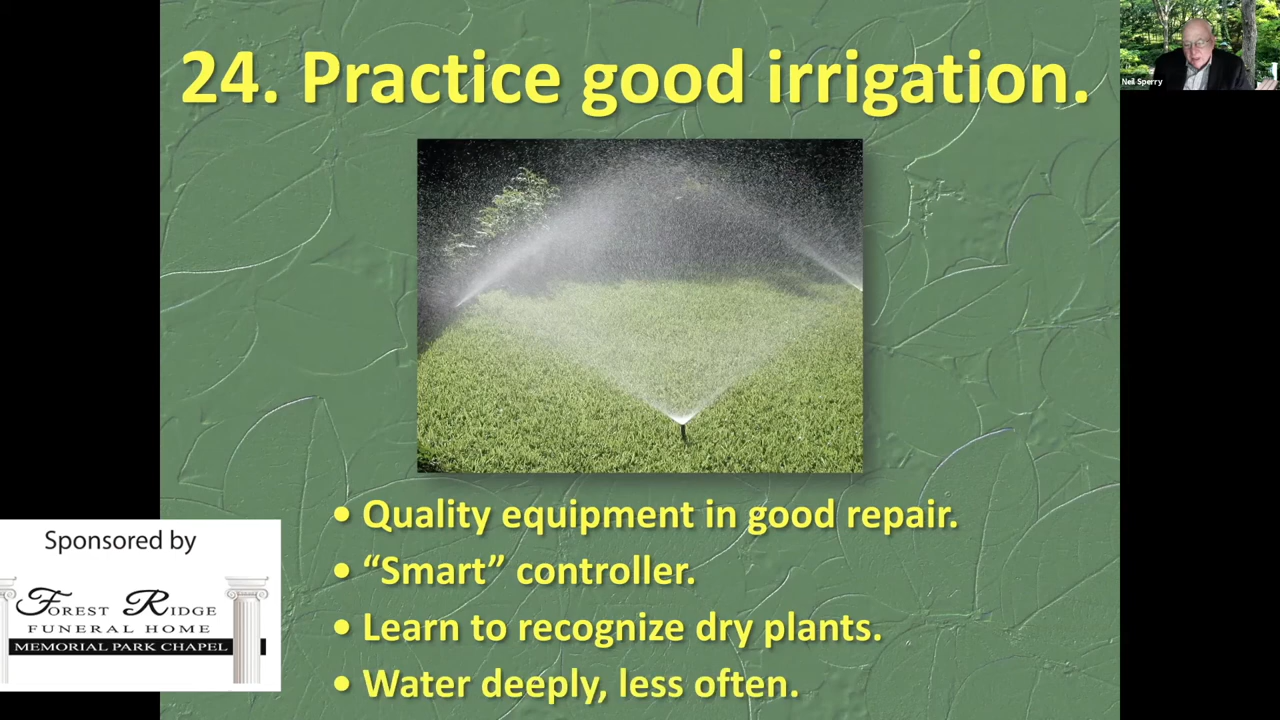 24. Practice good irrigation.
Neil Sperry
• Quality equipment in good repair.
• “Smart” controller.
• Learn to recognize dry plants.
• Water deeply, less often.
Sponsored by
Forest Ridge
FUNERAL HOME
MEMORIAL PARK CHAPEL